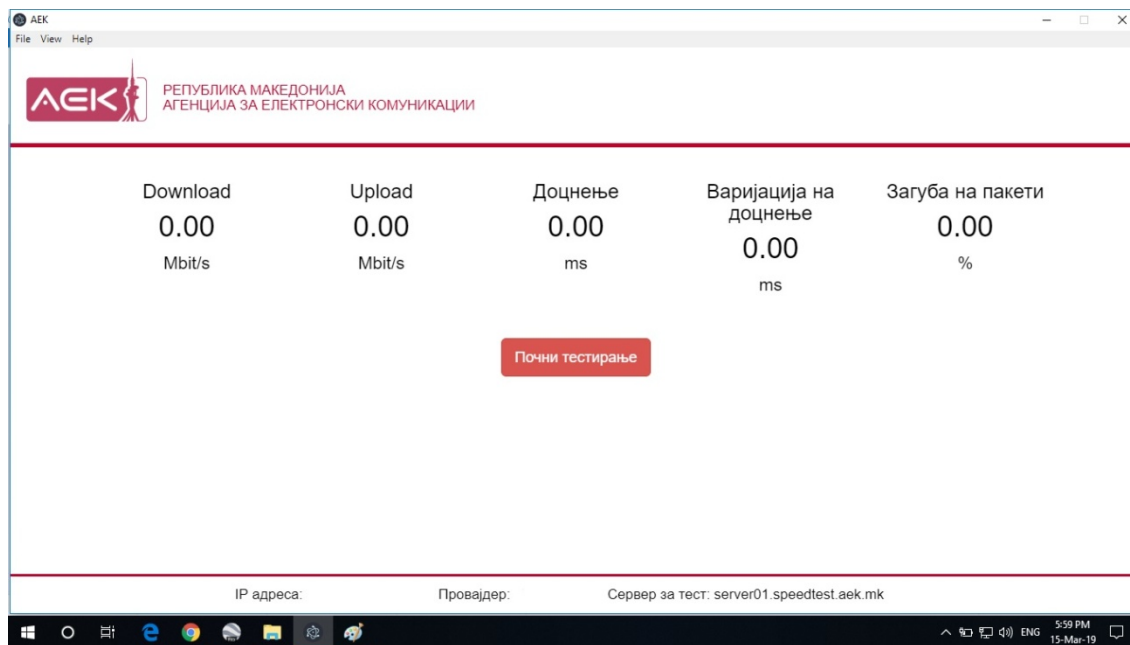 AEK
File View Help
АЕК
РЕПУБЛИКА МАКЕДОНИЈА
АГЕНЦИЈА ЗА ЕЛЕКТРОНСКИ КОМУНИКАЦИИ
Download
0.00
Mbit/s
Upload
0.00
Mbit/s
Доцнење
0.00
ms
Варијација на
доцнење
0.00
ms
Загуба на пакети
0.00
%
Почни тестирање
IP адреса:
Провајдер:
Сервер за тест: server01.speedtest.aek.mk
ENG
5:59 PM
15-Mar-19